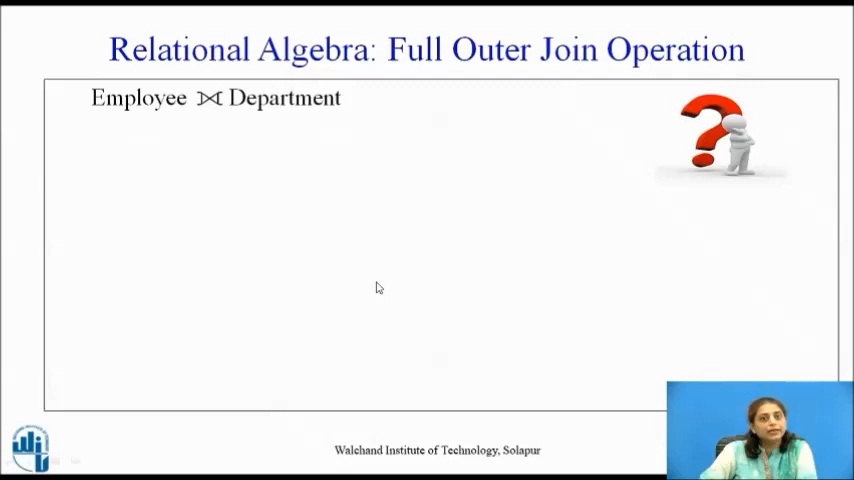 Relational Algebra: Full Outer Join Operation
Employee ⟗ Department
Walchand Institute of Technology, Solapur